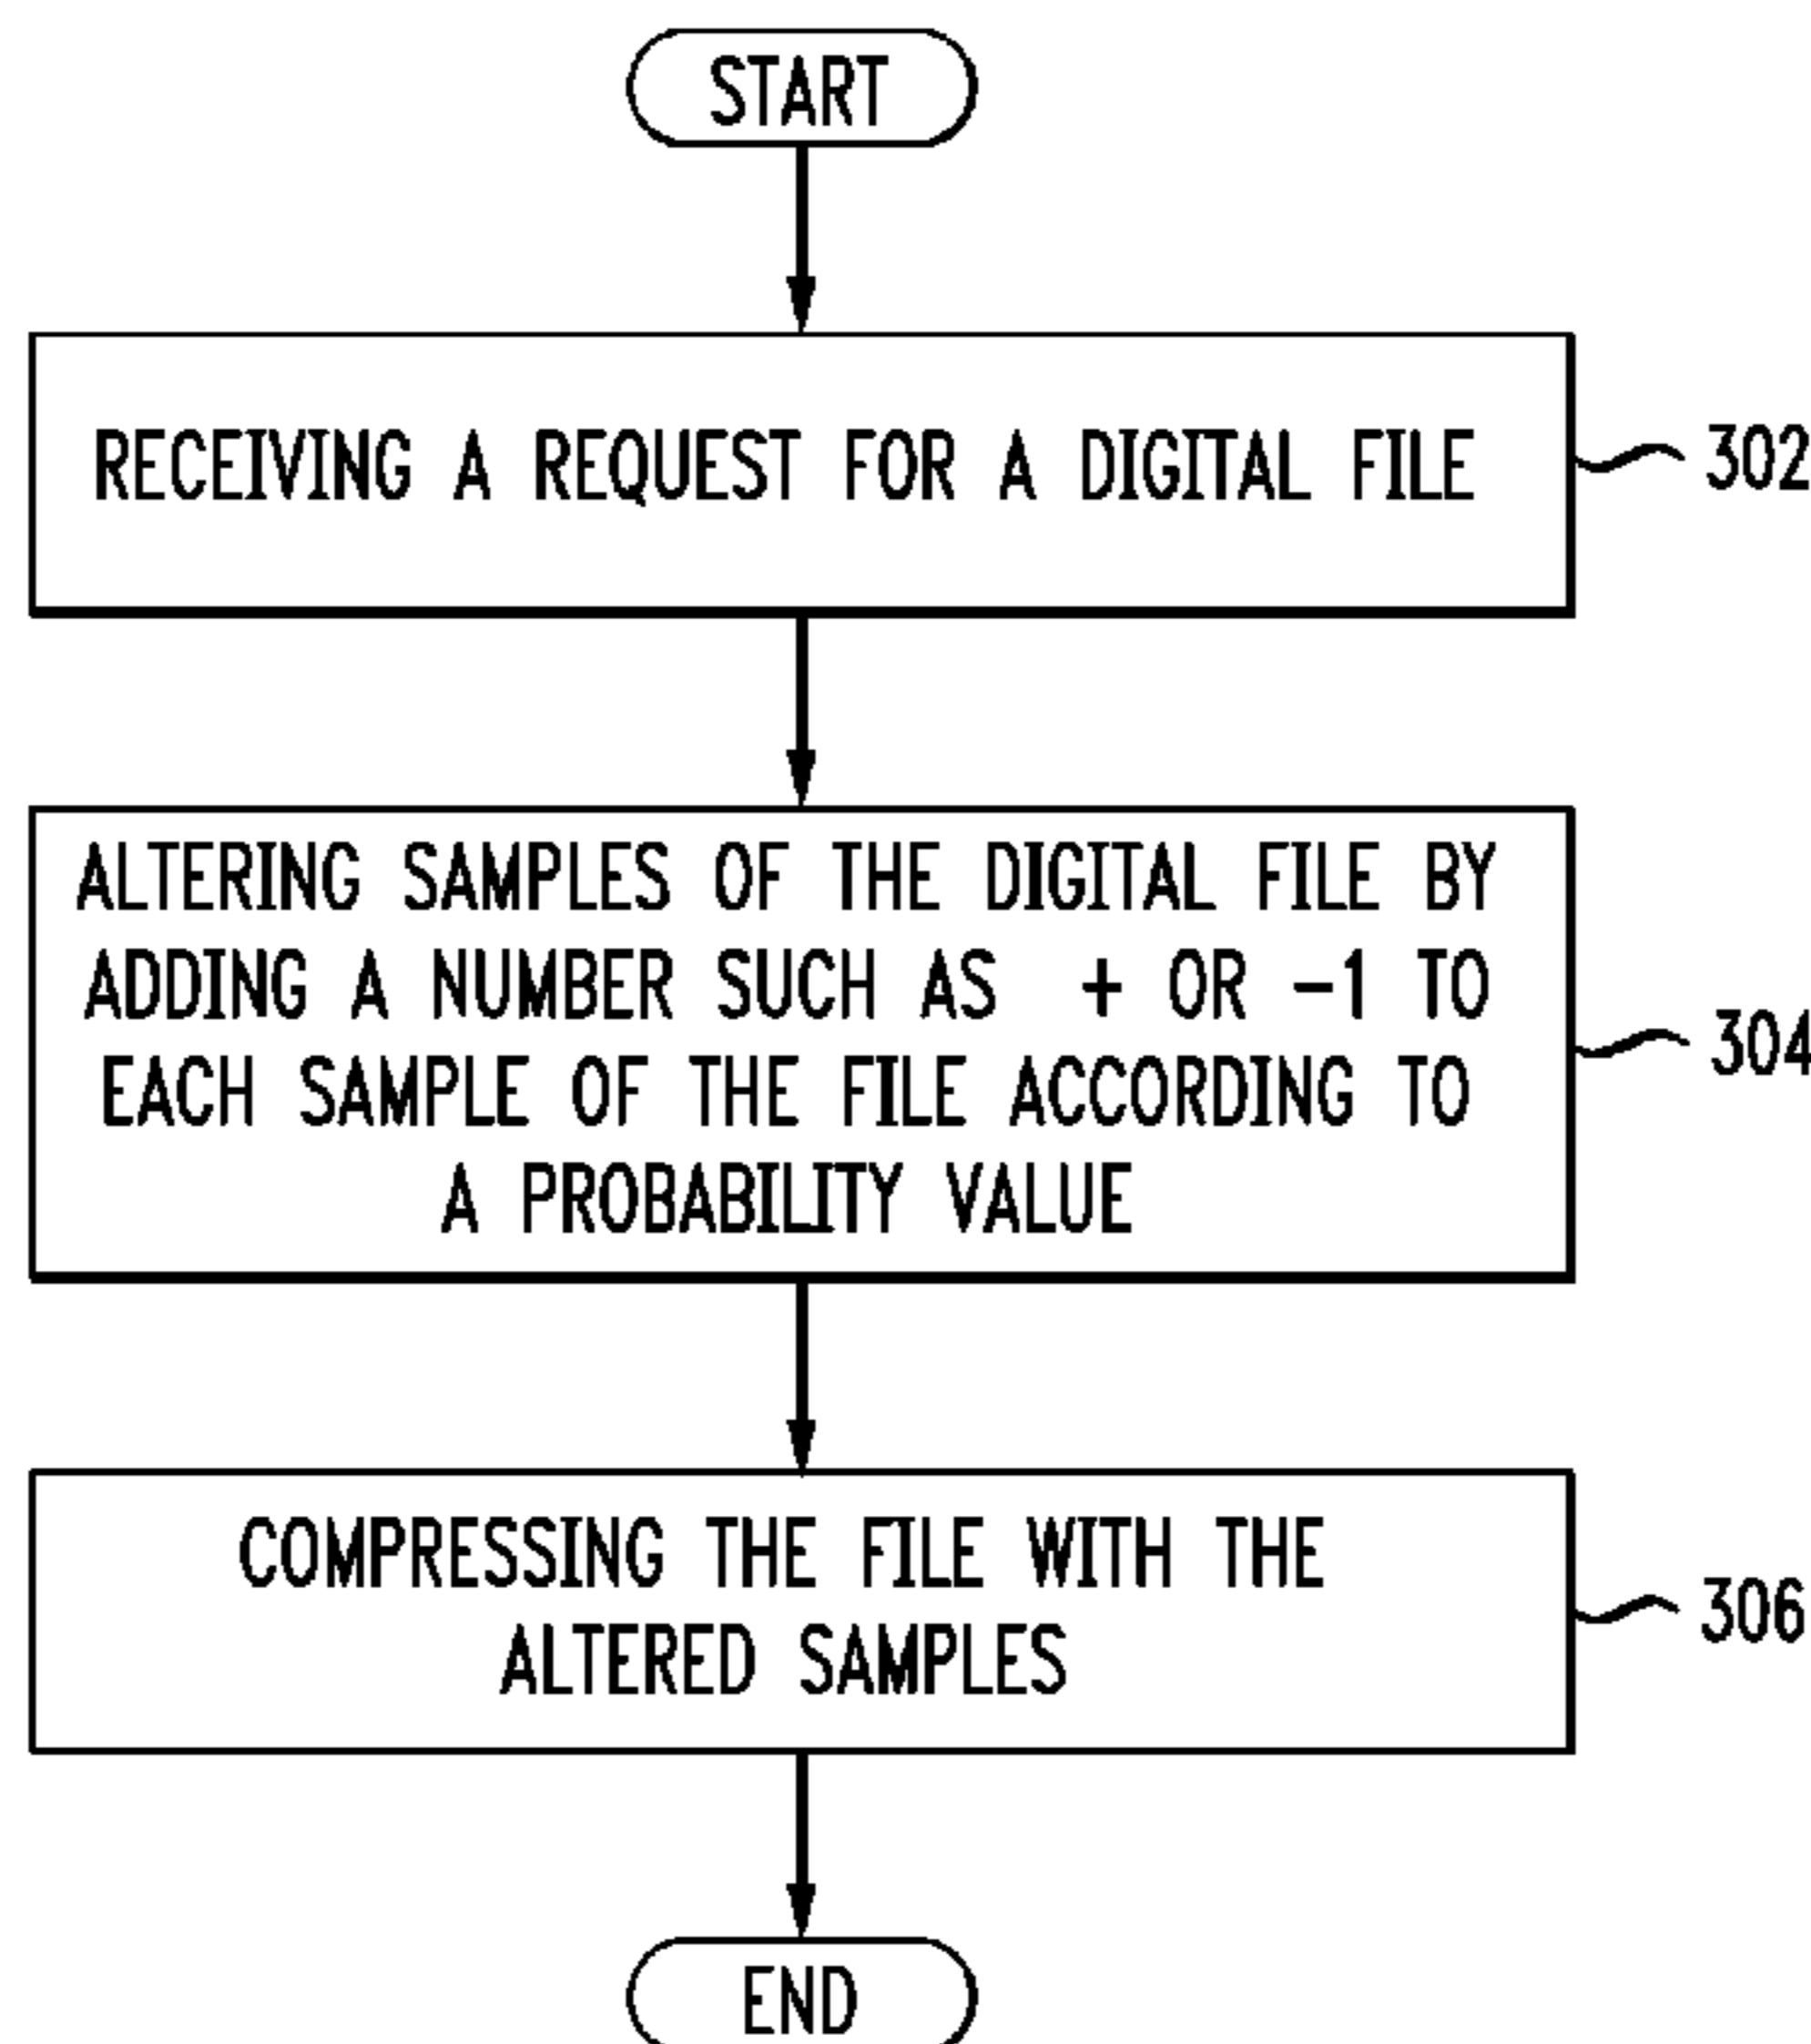 START
RECEIVING A REQUEST FOR A DIGITAL FILE
302
ALTERING SAMPLES OF THE DIGITAL FILE BY
ADDING A NUMBER SUCH AS + OR -1 TO
EACH SAMPLE OF THE FILE ACCORDING TO
A PROBABILITY VALUE
304
COMPRESSING THE FILE WITH THE
ALTERED SAMPLES
306
END